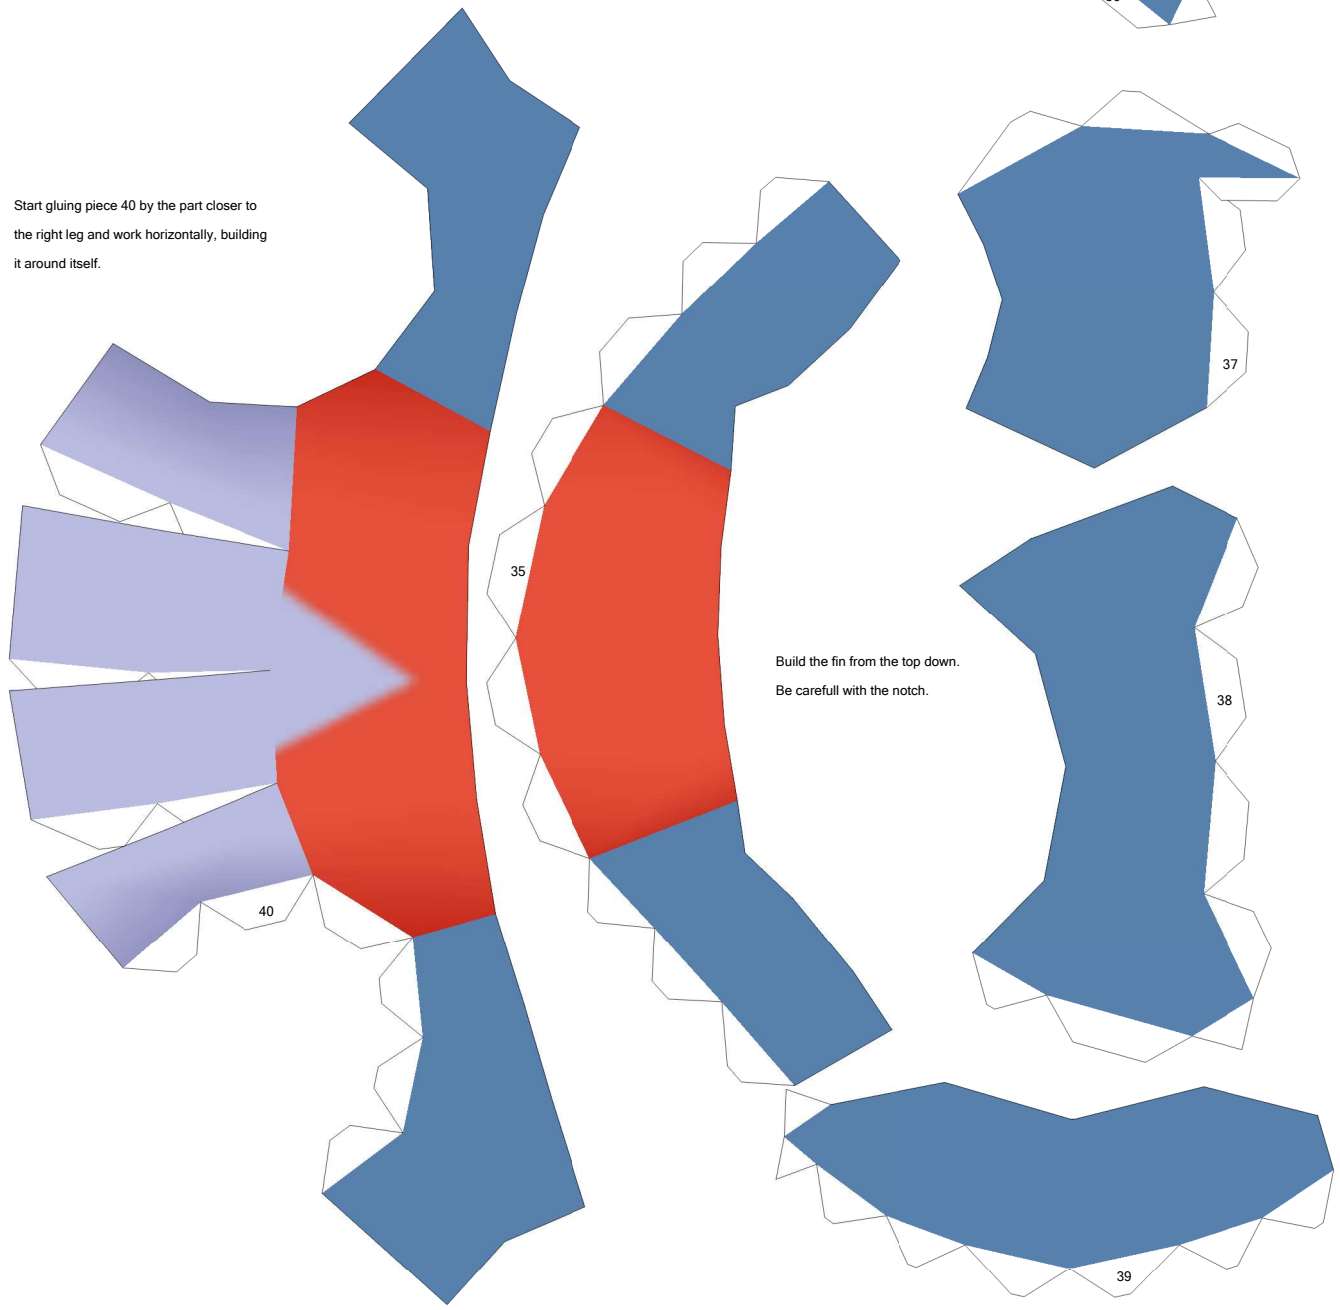 Start gluing piece 40 by the part closer to
the right leg and work horizontally, building
it around itself.
37
35
Build the fin from the top down.
Be carefull with the notch.
38
40
39